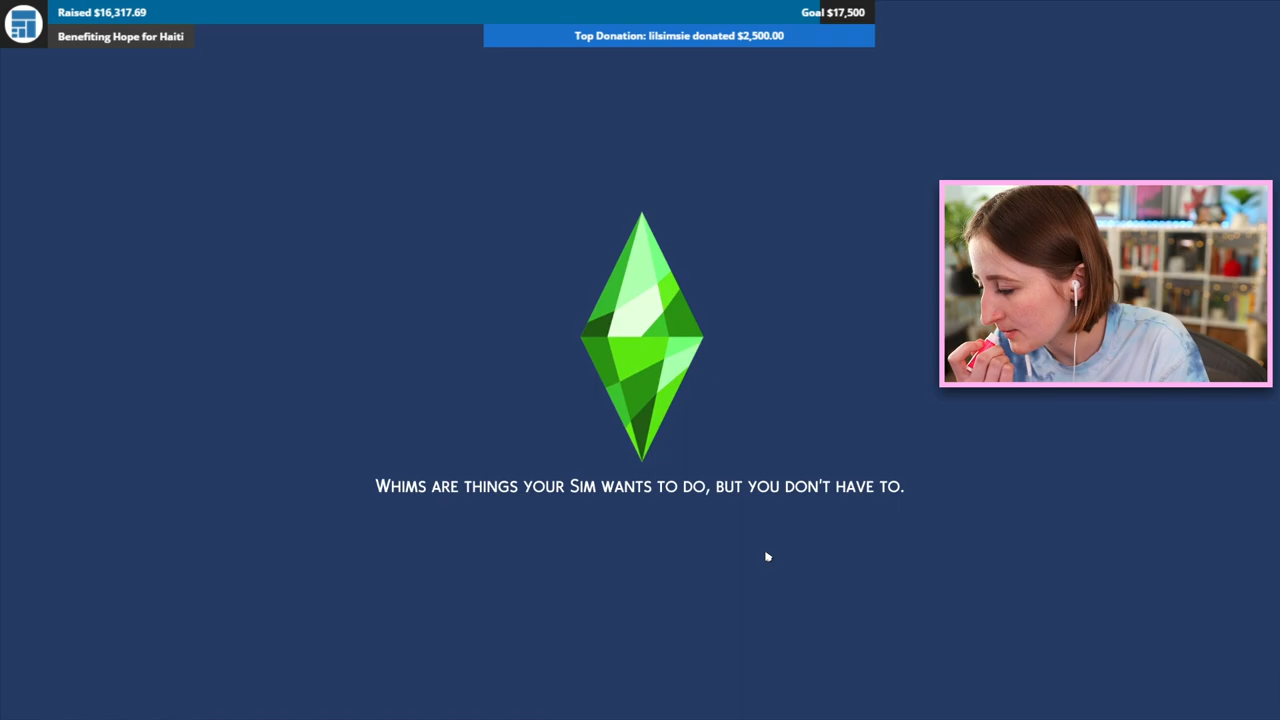 Raised $16,317.69
Goal $17,500
Benefiting Hope for Haiti
Top Donation: lilsimsie donated $2,500.00
Whims are things your Sim wants to do, but you don't have to.